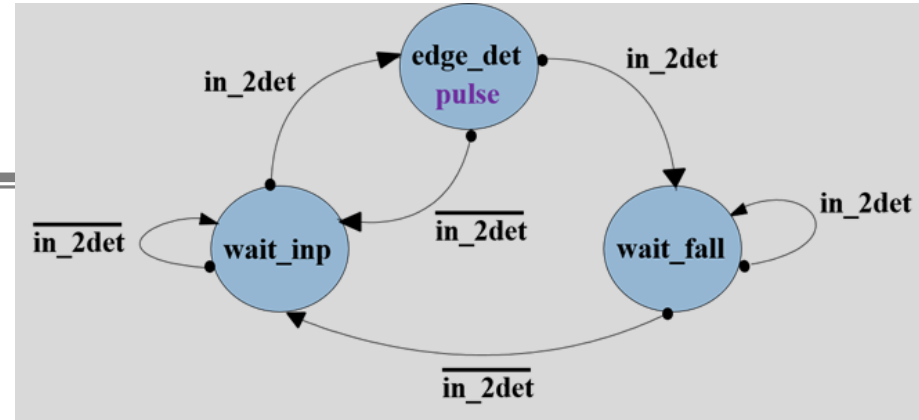 edge_det
pulse
in_2det
in_2det
in_2det
in_2det
in_2det
wait_inp
wait_fall
in_2det